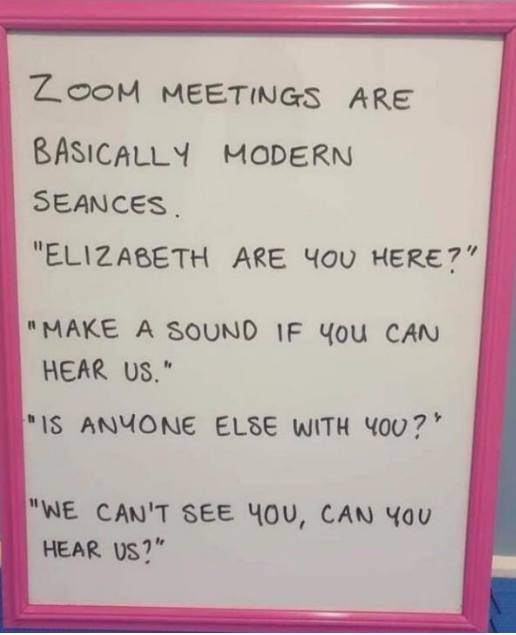 ZOOM MEETINGS ARE
BASICALLY MODERN
SEANCES.
"ELIZABETH ARE YOU HERE?"
"MAKE A SOUND IF YOU CAN
HEAR US."
"IS ANYONE ELSE WITH YOU?"
"WE CAN'T SEE YOU, CAN YOU
HEAR US?"